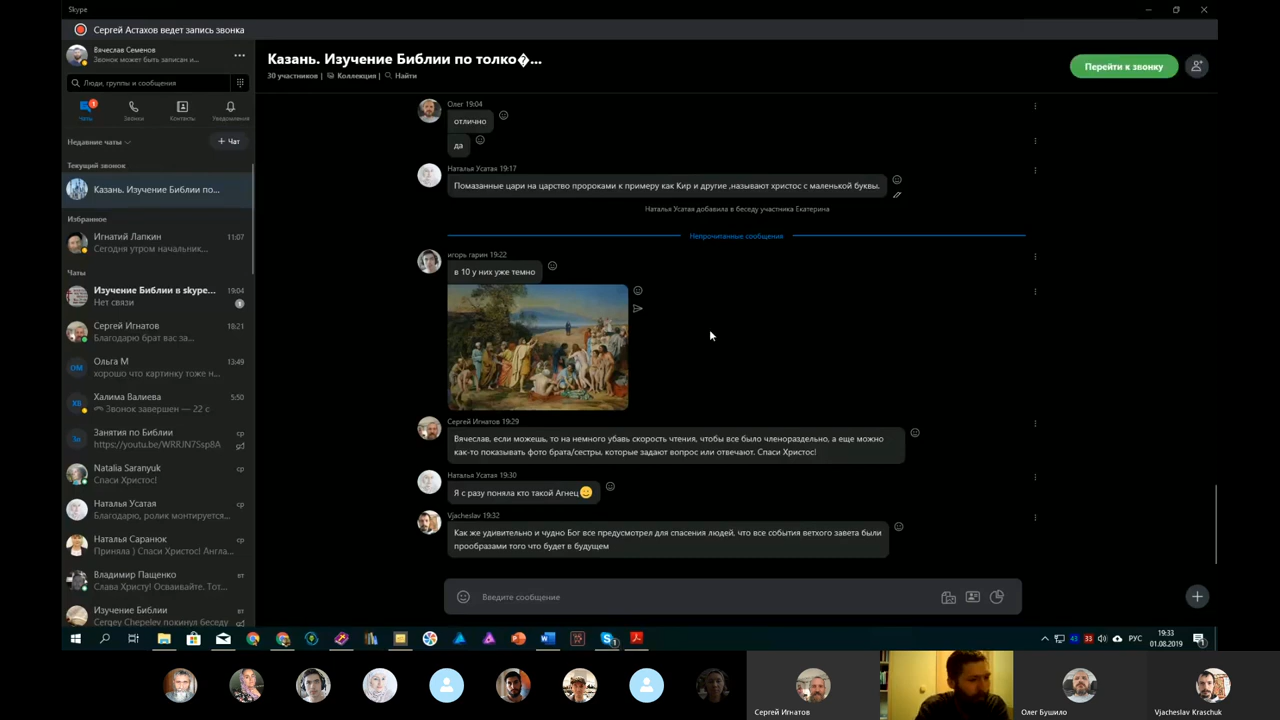 Skype
Сергей Астахов ведет запись звонка
Вячеслав Семенов
Звонок может быть записан и...
Люди, группы и сообщения
1
Чаты
Звонки
Контакты
Уведомления
Недавние чаты
+ Чат
Текущий звонок
Казань. Изучение Библии по...
Избранное
Игнатий Лапкин
11:07
Сегодня утром начальник...
Чаты
Изучение Библии в skype...
19:04
Нет связи
1
Сергей Игнатов
18:21
Благодарю брат вас за...
ОМ
Ольга М
13:49
хорошо что картинку тоже н...
ХВ
Халима Валиева
5:50
Звонок завершен — 22 с
Занятия по Библии
ср
https://youtu.be/WRRJN7Ssp8A
Natalia Saranyuk
ср
Спаси Христос!
Наталья Усатая
ср
Благодарю, ролик монтируется...
Наталья Саранюк
вт
Приняла ) Спаси Христос! Англа...
Владимир Пащенко
вт
Слава Христу! Осваивайте. Тот...
Изучение Библии
вт
Sergey Chepelev покинул беседу
Казань. Изучение Библии по толко�...
30 участников | Коллекция | Найти
Перейти к звонку
Олег 19:04
отлично
да
Наталья Усатая 19:17
Помазанные цари на царство пророками к примеру как Кир и другие ,называют христос с маленькой буквы.
Наталья Усатая добавила в беседу участника Екатерина
Непрочитанные сообщения
игорь гарин 19:22
в 10 у них уже темно
Сергей Игнатов 19:29
Вячеслав, если можешь, то на немного убавь скорость чтения, чтобы все было членораздельно, а еще можно
как-то показывать фото брата/сестры, которые задают вопрос или отвечают. Спаси Христос!
Наталья Усатая 19:30
Я с разу поняла кто такой Агнец
Vjacheslav 19:32
Как же удивительно и чудно Бог все предусмотрел для спасения людей. что все события ветхого завета были
прообразами того что будет в будущем
Введите сообщение
43
33
РУС
19:33
01.08.2019
Сергей Игнатов
Олег Бушило
Vjacheslav Kraschuk